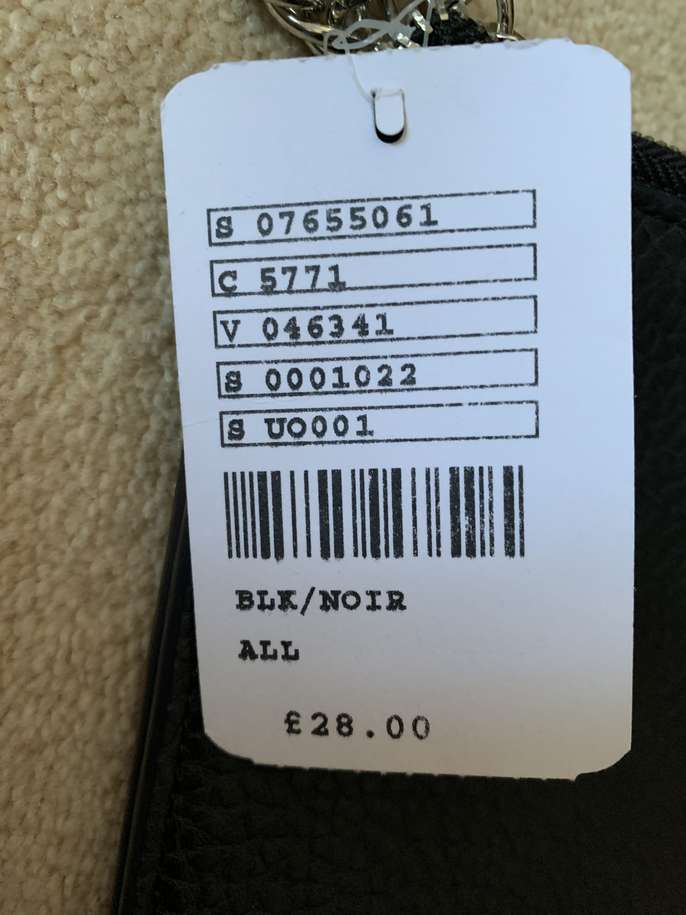 S 07655061
C 5771
V 046341
S 0001022
S UO001
BLK/NOIR
ALL
£28.00